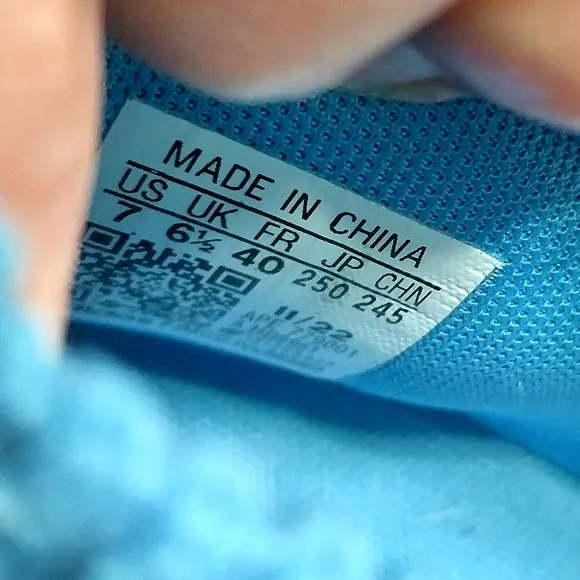 MADE IN CHINA
US UK FR JP CHN
7 6½ 40 250 245
11/22